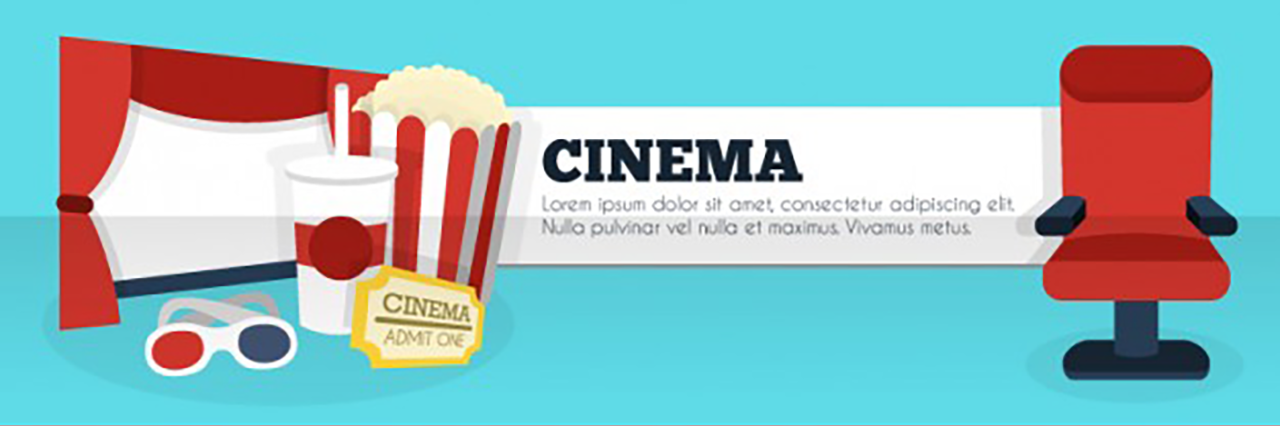 CINEMA
Lorem ipsum dolor sit amet, consectetur adipiscing elit.
Nulla pulvinar vel nulla et maximus. Vivamus metus.
CINEMA
ADMIT ONE